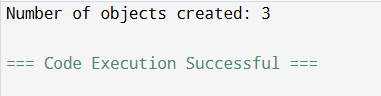 Number of objects created: 3
=== Code Execution Successful ===